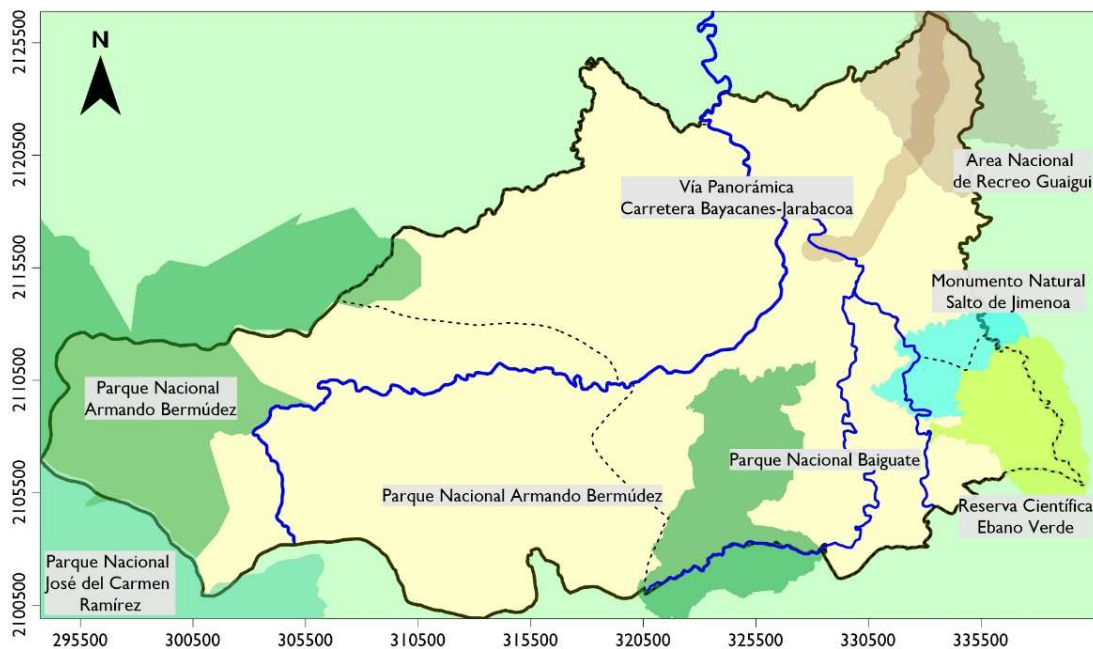 N
2125500
2120500
2115500
2110500
2105500
2100500
Area Nacional
de Recreo Guaigui
Vía Panorámica
Carretera Bayacanes-Jarabacoa
Monumento Natural
Salto de Jimenoa
Parque Nacional
Armando Bermúdez
Parque Nacional Baiguate
Parque Nacional Armando Bermúdez
Reserva Científica
Ebano Verde
Parque Nacional
José del Carmen
Ramírez
295500 300500 305500 310500 315500 320500 325500 330500 335500